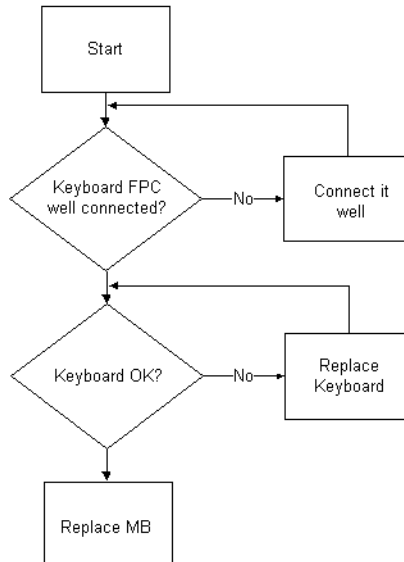 Start
Keyboard FPC
well connected?
No
Connect it
well
Keyboard OK?
No
Replace
Keyboard
Replace MB